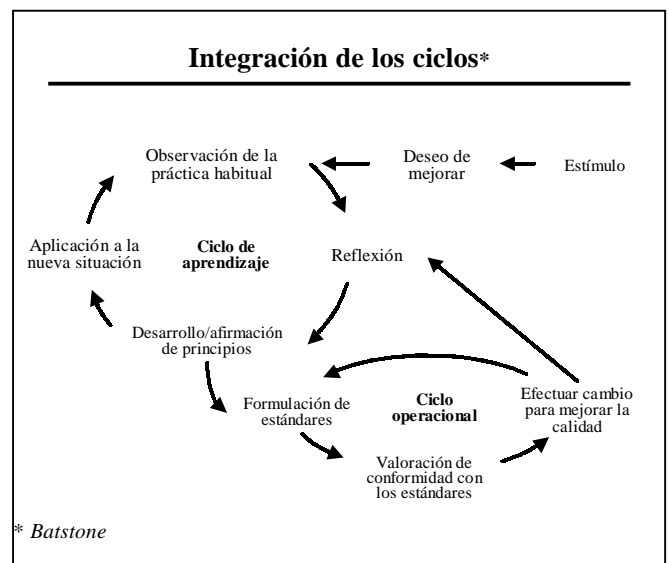 Integración de los ciclos*
Observación de la
práctica habitual
Deseo de
mejorar
Estímulo
Aplicación a la
nueva situación
Ciclo de
aprendizaje
Reflexión
Desarrollo/afirmación
de principios
Formulación de
estándares
Ciclo
operacional
Efectuar cambio
para mejorar la
calidad
Valoración de
conformidad con
los estándares
* Batstone